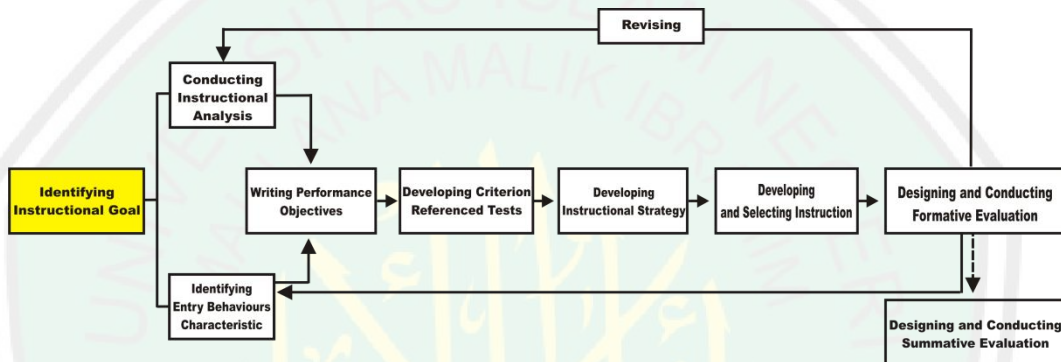 Revising
Conducting
Instructional
Analysis
Identifying
Instructional Goal
Writing Performance
Objectives
Developing Criterion
Referenced Tests
Developing
Instructional Strategy
Developing
and Selecting Instruction
Designing and Conducting
Formative Evaluation
Identifying
Entry Behaviours
Characteristic
Designing and Conducting
Summative Evaluation